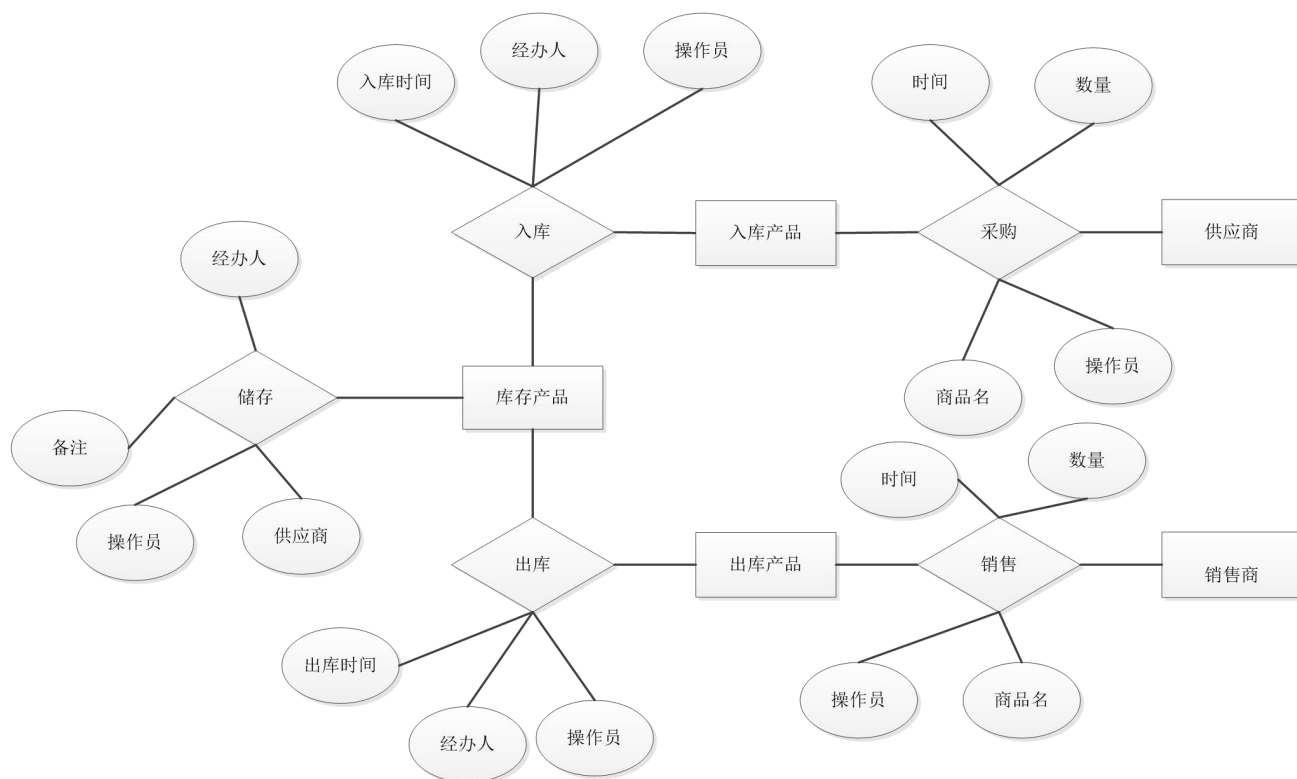 经办人
操作员
入库时间
时间
数量
入库
入库产品
采购
供应商
经办人
操作员
商品名
储存
库存产品
备注
数量
时间
操作员
供应商
出库
出库产品
销售
销售商
出库时间
操作员
商品名
经办人
操作员